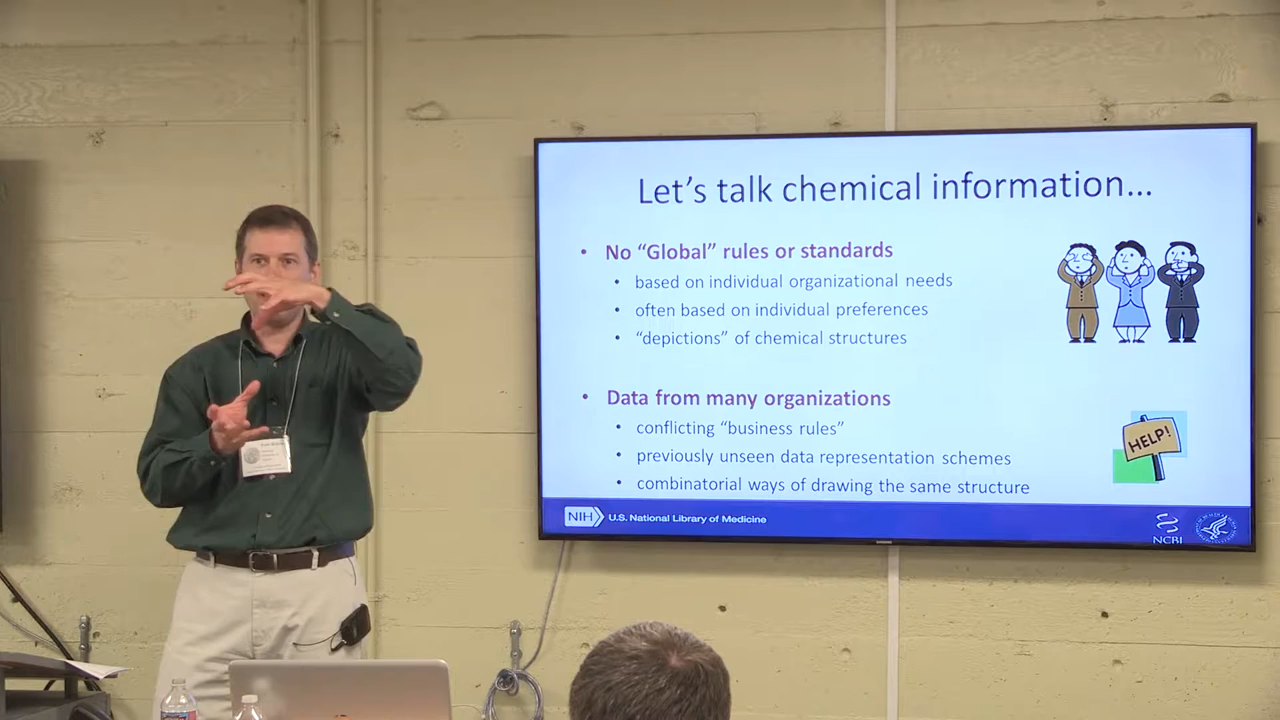 Let's talk chemical information...
• No "Global" rules or standards
• based on individual organizational needs
• often based on individual preferences
• "depictions" of chemical structures
• Data from many organizations
• conflicting "business rules"
• previously unseen data representation schemes
• combinatorial ways of drawing the same structure
HELP!
NIH U.S. National Library of Medicine
NCBI